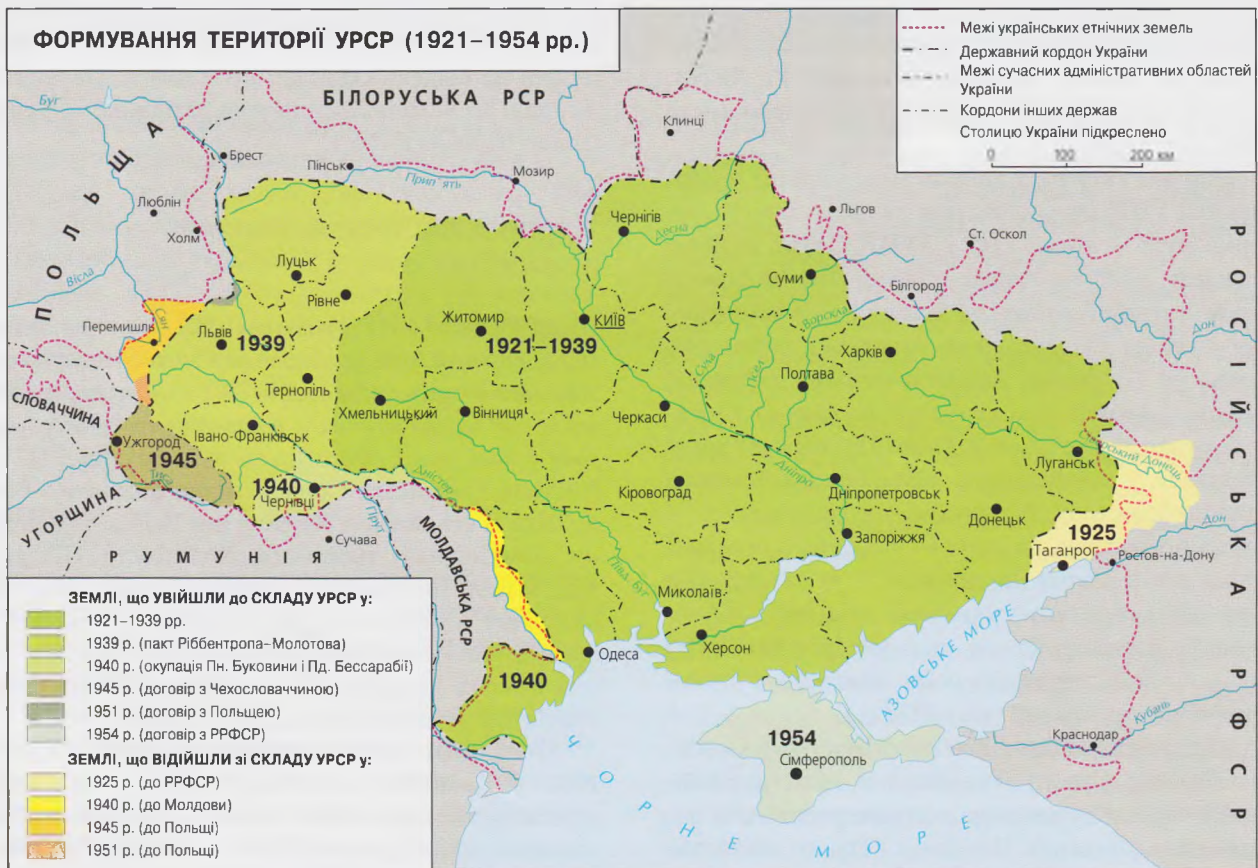 ФОРМУВАННЯ ТЕРИТОРІЇ УРСР (1921–1954 рр.)
Межі українських етнічних земель
Державний кордон України
Межі сучасних адміністративних областей
України
Кордони інших держав
Столицю України підкреслено
0 100 200 км
БІЛОРУСЬКА РСР
ПОЛЬЩА
РОСІЙСЬКА РФСР
СЛОВАЧЧИНА
УГОРЩИНА
РУМУНІЯ
МОЛДАВСЬКА РСР
Буг
Клинці
Брест
Пінськ
Прип’ять
Мозир
Люблін
Холм
Вісла
Чернігів
Десна
Льгов
Ст. Оскол
Луцьк
Рівне
Суми
Білгород
Перемишль
Сян
Львів
1939
Житомир
КИЇВ
1921–1939
Ворскла
Сула
Псел
Дон
Харків
Тернопіль
Хмельницький
Вінниця
Черкаси
Полтава
Ужгород
Івано-Франківськ
1945
Тиса
1940
Чернівці
Дністер
Прут
Сучава
Кіровоград
Дніпро
Дніпропетровськ
Луганськ
Сіверський Донець
Донецьк
Запоріжжя
1925
Таганрог
Ростов-на-Дону
Дон
Півд. Буг
Миколаїв
Херсон
Одеса
1940
АЗОВСЬКЕ МОРЕ
1954
Сімферополь
Краснодар
Кубань
ЧОРНЕ МОРЕ
ЗЕМЛІ, що УВІЙШЛИ до СКЛАДУ УРСР у:
1921–1939 рр.
1939 р. (пакт Ріббентропа–Молотова)
1940 р. (окупація Пн. Буковини і Пд. Бессарабії)
1945 р. (договір з Чехословаччиною)
1951 р. (договір з Польщею)
1954 р. (договір з РРФСР)
ЗЕМЛІ, що ВІДІЙШЛИ зі СКЛАДУ УРСР у:
1925 р. (до РРФСР)
1940 р. (до Молдови)
1945 р. (до Польщі)
1951 р. (до Польщі)